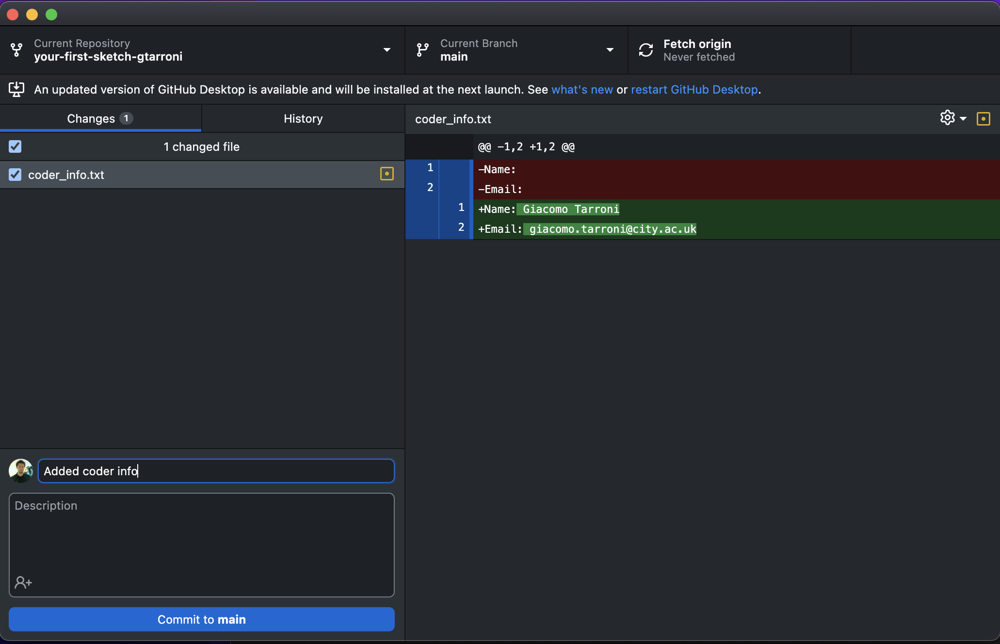 Current Repository
your-first-sketch-gtarroni
Current Branch
main
Fetch origin
Never fetched
An updated version of GitHub Desktop is available and will be installed at the next launch. See what's new or restart GitHub Desktop.
Changes 1
History
1 changed file
coder_info.txt
Added coder info
Description
Commit to main
coder_info.txt
@@ -1,2 +1,2 @@
1 -Name:
2 -Email:
1 +Name: Giacomo Tarroni
2 +Email: giacomo.tarroni@city.ac.uk